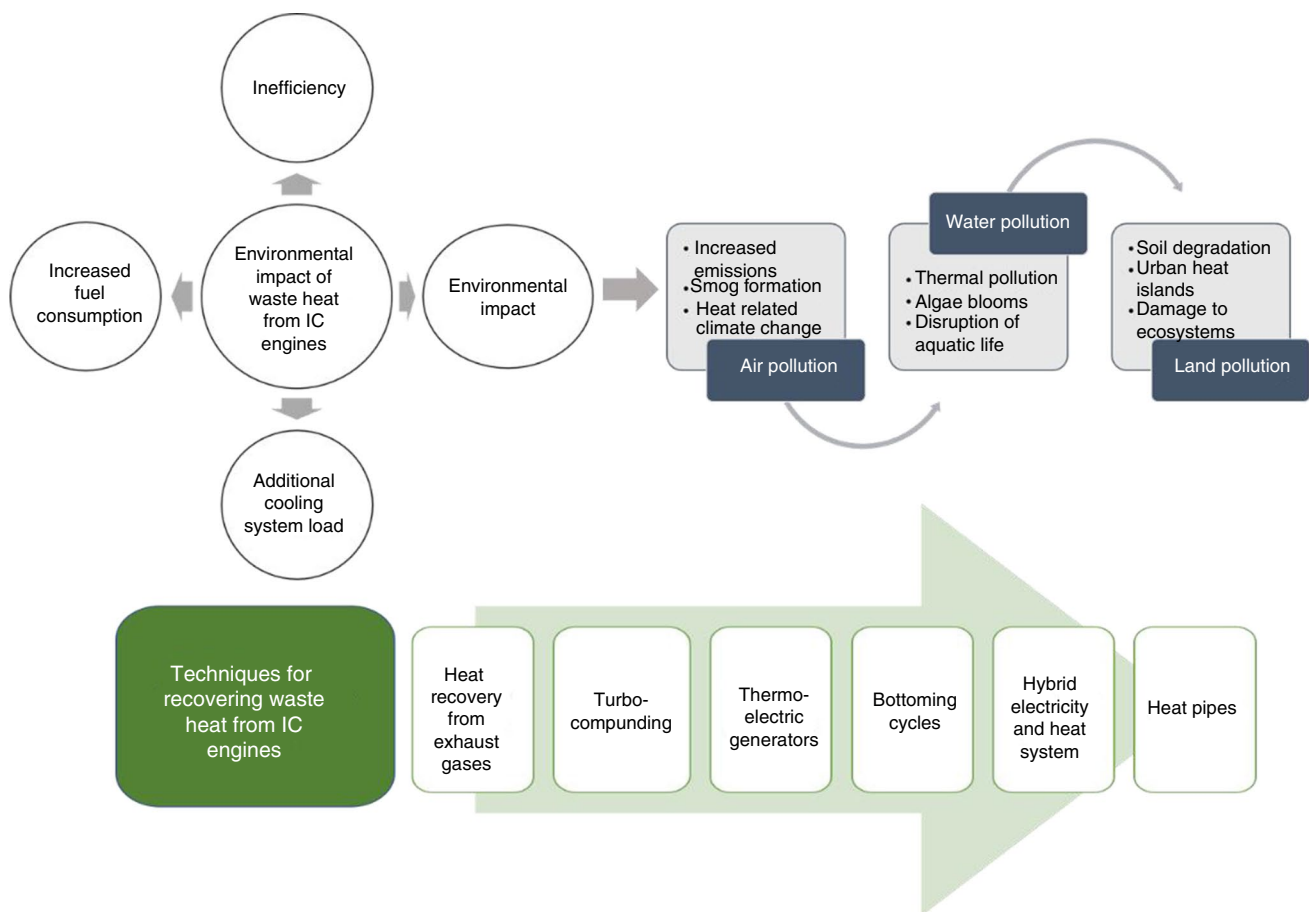 Inefficiency
Increased
fuel
consumption
Environmental
impact of
waste heat
from IC
engines
Environmental
impact
Additional
cooling
system load
• Increased
emissions
• Smog formation
• Heat related
climate change
Air pollution
Water pollution
• Thermal pollution
• Algae blooms
• Disruption of
aquatic life
• Soil degradation
• Urban heat
islands
• Damage to
ecosystems
Land pollution
Techniques for
recovering waste
heat from IC
engines
Heat
recovery
from
exhaust
gases
Turbo-
compunding
Thermo-
electric
generators
Bottoming
cycles
Hybrid
electricity
and heat
system
Heat pipes